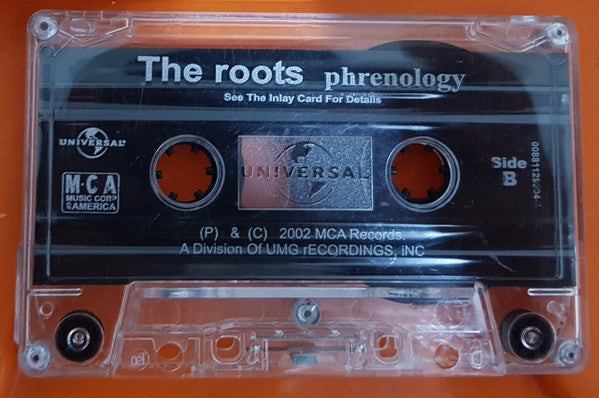 The roots phrenology
See The Inlay Card For Details
UNIVERSAL
M·C·A
MUSIC CORP
OF AMERICA
UNIVERSAL
Side
B
(P) & (C) 2002 MCA Records,
A Division Of UMG rECORDINGS, iNC